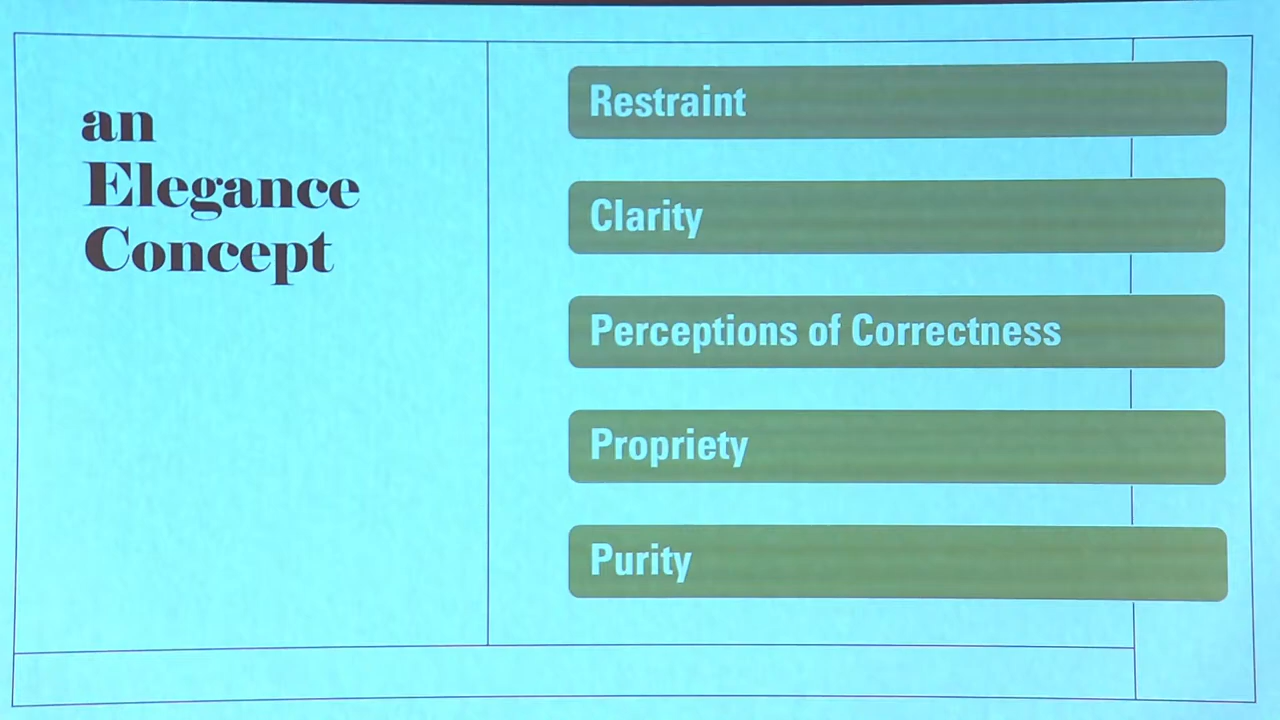 an
Elegance
Concept
Restraint
Clarity
Perceptions of Correctness
Propriety
Purity